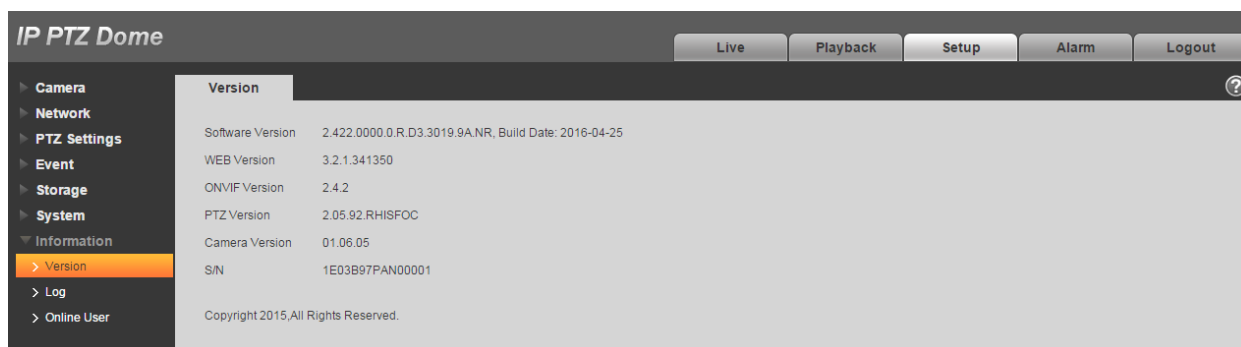 IP PTZ Dome
Live Playback Setup Alarm Logout
Camera
Network
PTZ Settings
Event
Storage
System
Information
Version
Log
Online User
Version
?
Software Version 2.422.0000.0.R.D3.3019.9A.NR, Build Date: 2016-04-25
WEB Version 3.2.1.341350
ONVIF Version 2.4.2
PTZ Version 2.05.92.RHISFOC
Camera Version 01.06.05
S/N 1E03B97PAN00001
Copyright 2015,All Rights Reserved.